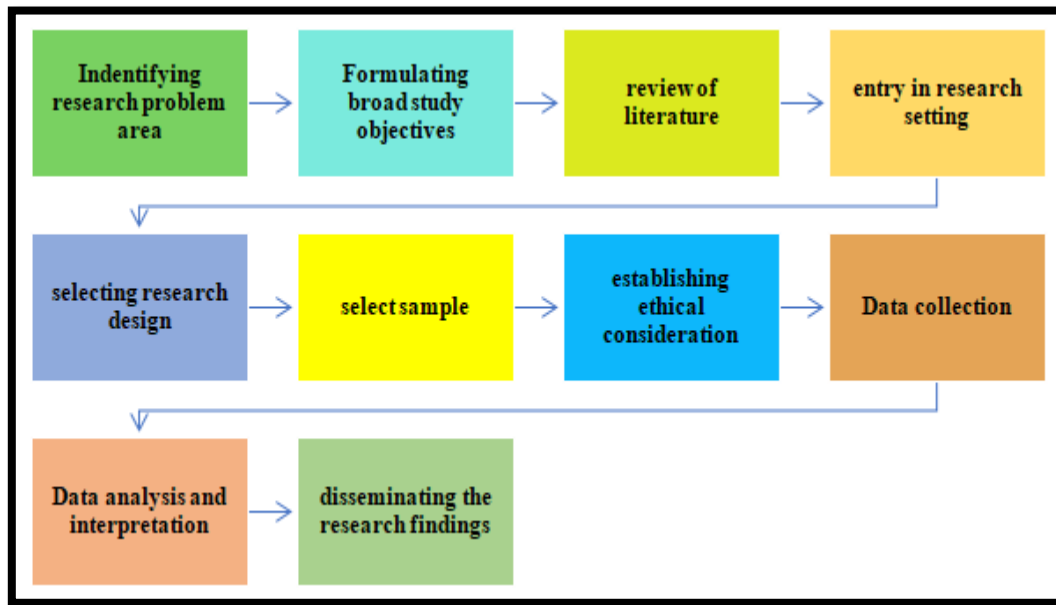 Indentifying
research problem
area
Formulating
broad study
objectives
review of
literature
entry in research
setting
selecting research
design
select sample
establishing
ethical
consideration
Data collection
Data analysis and
interpretation
disseminating the
research findings